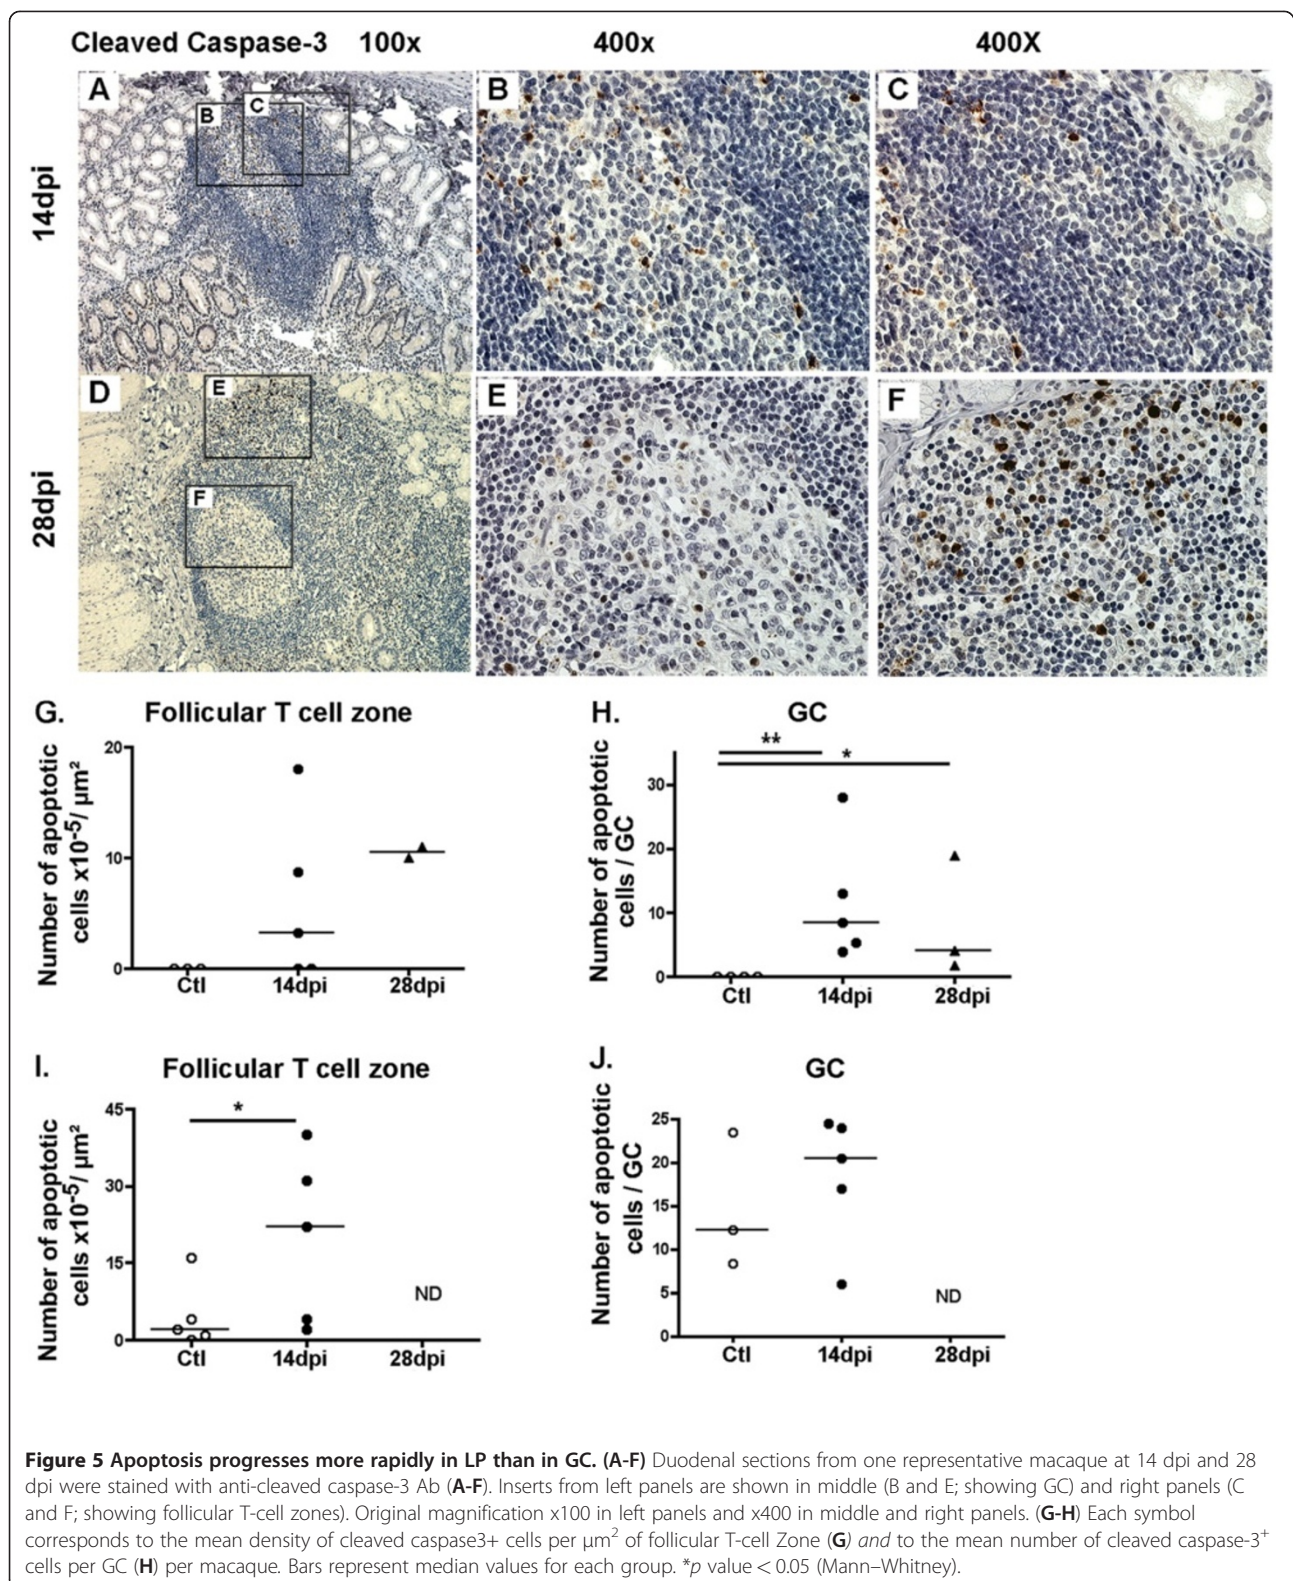 Cleaved Caspase-3 100x 400x 400X
14dpi
A
B
C
B
C
28dpi
D
E
F
E
F
G. Follicular T cell zone
Number of apoptotic
cells x10⁻⁵/ µm²
20
10
0
Ctl 14dpi 28dpi
H. GC
Number of apoptotic
cells / GC
** *
30
20
10
0
Ctl 14dpi 28dpi
I. Follicular T cell zone
Number of apoptotic
cells x10⁻⁵/ µm²
*
45
30
15
0
ND
Ctl 14dpi 28dpi
J. GC
Number of apoptotic
cells / GC
25
20
15
10
5
0
ND
Ctl 14dpi 28dpi
Figure 5 Apoptosis progresses more rapidly in LP than in GC. (A-F) Duodenal sections from one representative macaque at 14 dpi and 28
dpi were stained with anti-cleaved caspase-3 Ab (A-F). Inserts from left panels are shown in middle (B and E; showing GC) and right panels (C
and F; showing follicular T-cell zones). Original magnification x100 in left panels and x400 in middle and right panels. (G-H) Each symbol
corresponds to the mean density of cleaved caspase3+ cells per µm² of follicular T-cell Zone (G) and to the mean number of cleaved caspase-3⁺
cells per GC (H) per macaque. Bars represent median values for each group. *p value < 0.05 (Mann–Whitney).